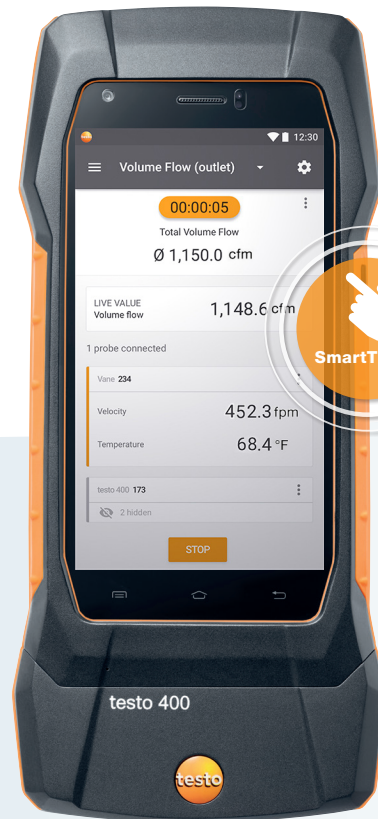 testo
12:30
Volume Flow (outlet)
00:00:05
Total Volume Flow
Ø 1,150.0 cfm
LIVE VALUE
Volume flow
1,148.6 cfm
1 probe connected
Vane 234
Velocity
452.3 fpm
Temperature
68.4 °F
testo 400 173
2 hidden
STOP
testo 400
testo